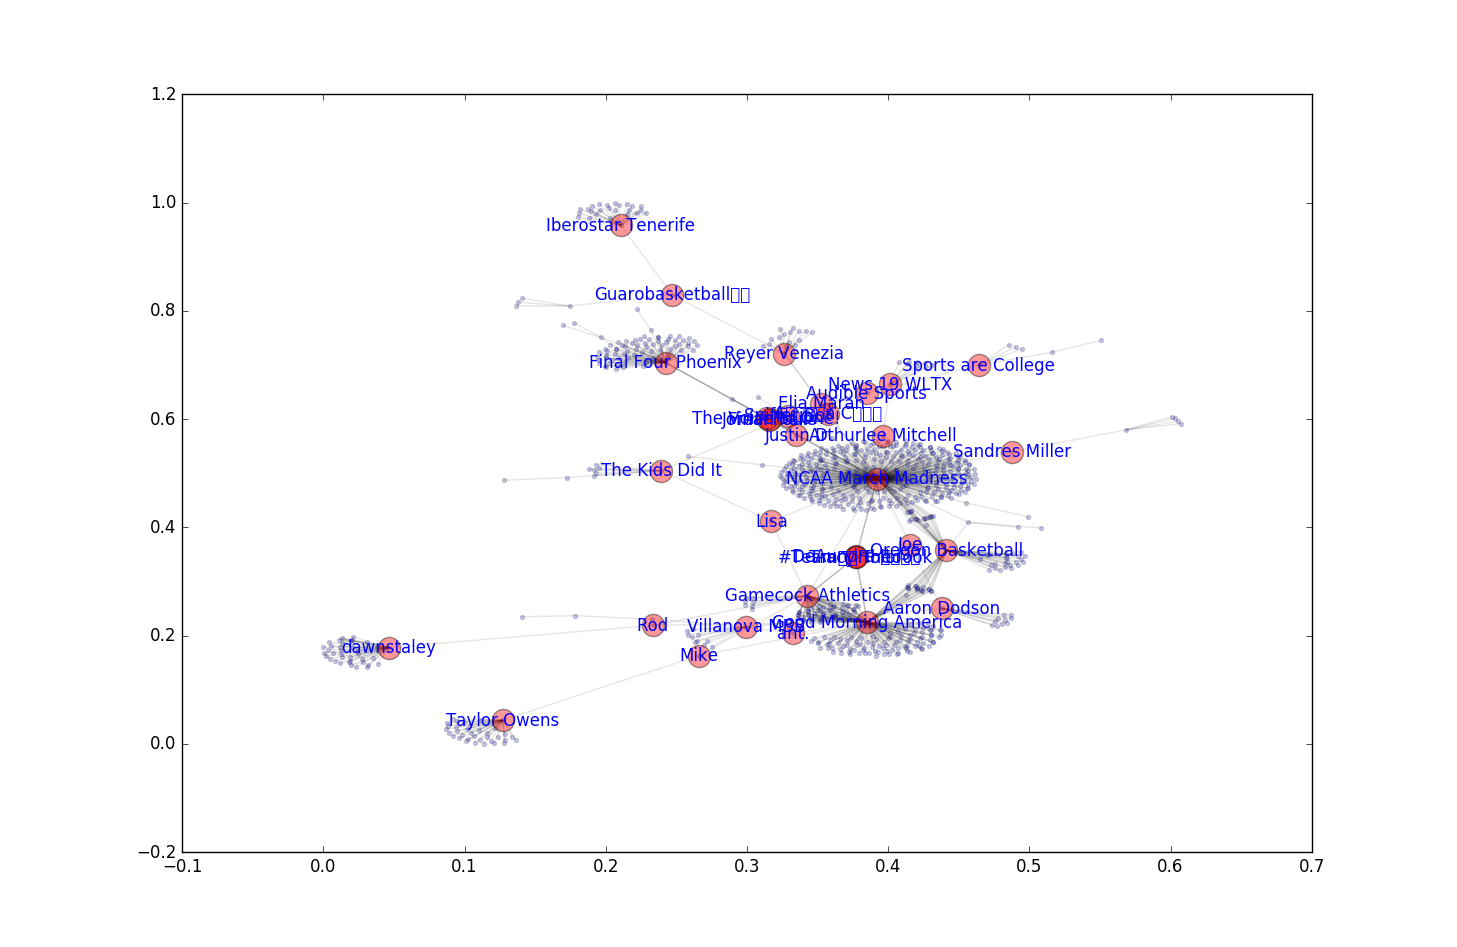 1.2
1.0
Iberostar Tenerife
Guarobasketball
0.8
Reyer Venezia
Final Four Phoenix
Sports are College
News 19 WLTX
Audible Sports
Elia Maran
0.6
Justin D.
Arthurlee Mitchell
Sandres Miller
The Kids Did It
NCAA March Madness
Lisa
0.4
Joe
Oregon Basketball
Gamecock Athletics
Aaron Dodson
Good Morning America
Rod
Villanova MBB
ant.
0.2
dawnstaley
Mike
Taylor Owens
0.0
−0.2
−0.1
0.0
0.1
0.2
0.3
0.4
0.5
0.6
0.7